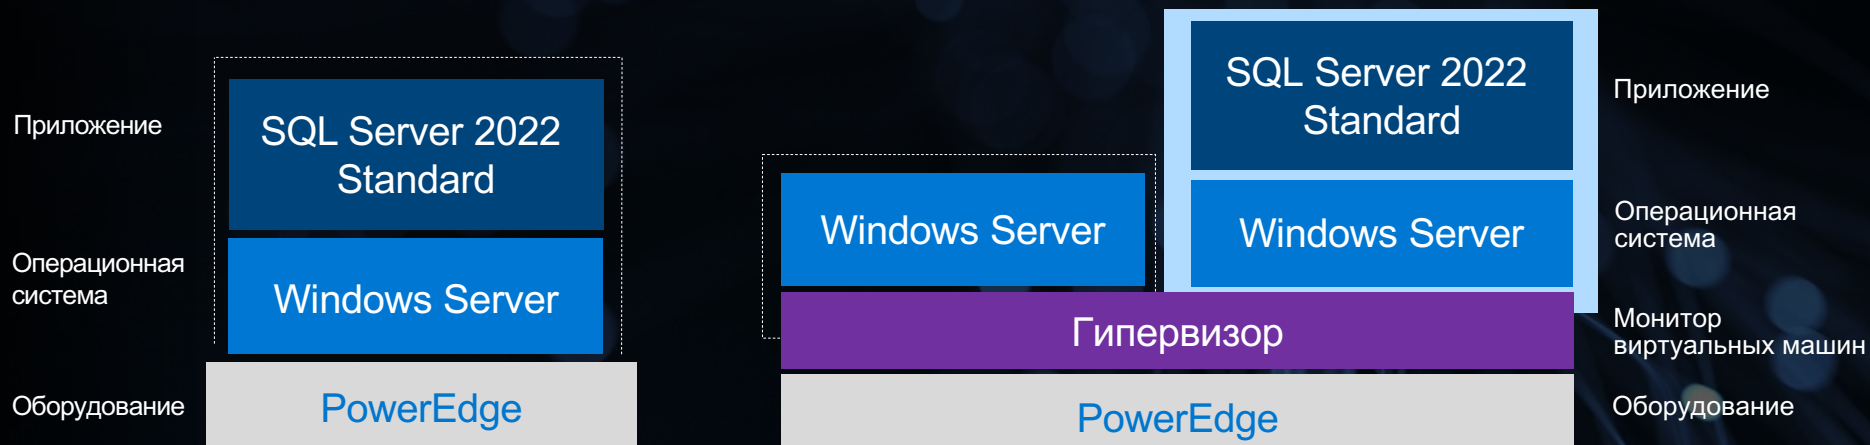 Приложение
SQL Server 2022
Standard
Операционная
система
Windows Server
Оборудование
PowerEdge
SQL Server 2022
Standard
Приложение
Windows Server
Windows Server
Операционная
система
Гипервизор
Монитор
виртуальных машин
PowerEdge
Оборудование